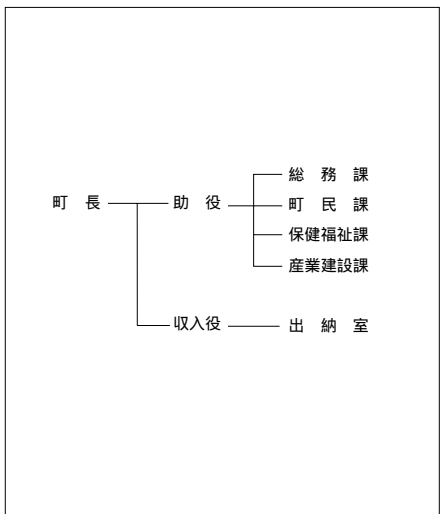 総務課
町長 助役 町民課
保健福祉課
産業建設課
収入役 出納室